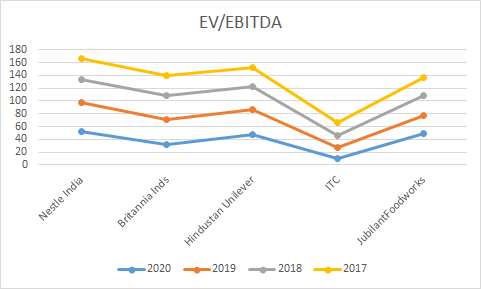 EV/EBITDA
180
160
140
120
100
80
60
40
20
0
Nestle India
Britannia Inds
Hindustan Unilever
ITC
JubilantFoodworks
2020 2019 2018 2017